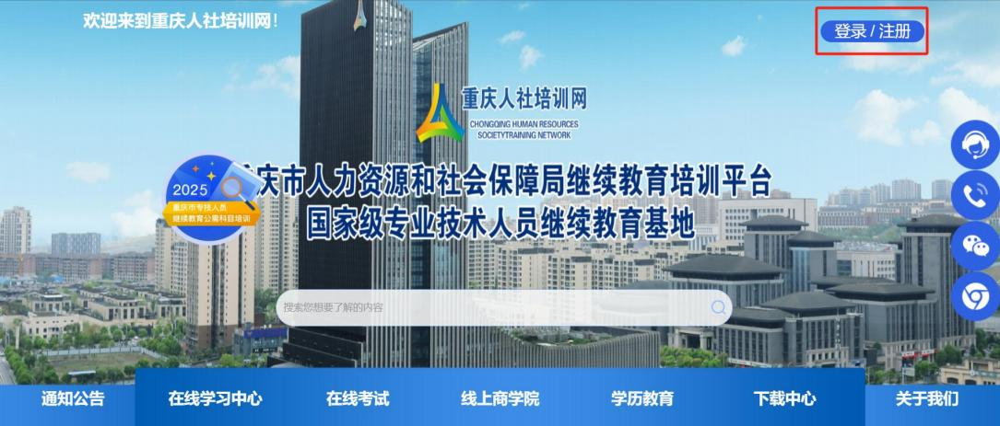 欢迎来到重庆人社培训网！
登录 / 注册
重庆人社培训网
CHONGQING HUMAN RESOURCES
SOCIETYTRAINING NETWORK
庆市人力资源和社会保障局继续教育培训平台
国家级专业技术人员继续教育基地
2025
重庆市专技人员
继续教育公需科目培训
搜索您想要了解的内容
通知公告 在线学习中心 在线考试 线上商学院 学历教育 下载中心 关于我们